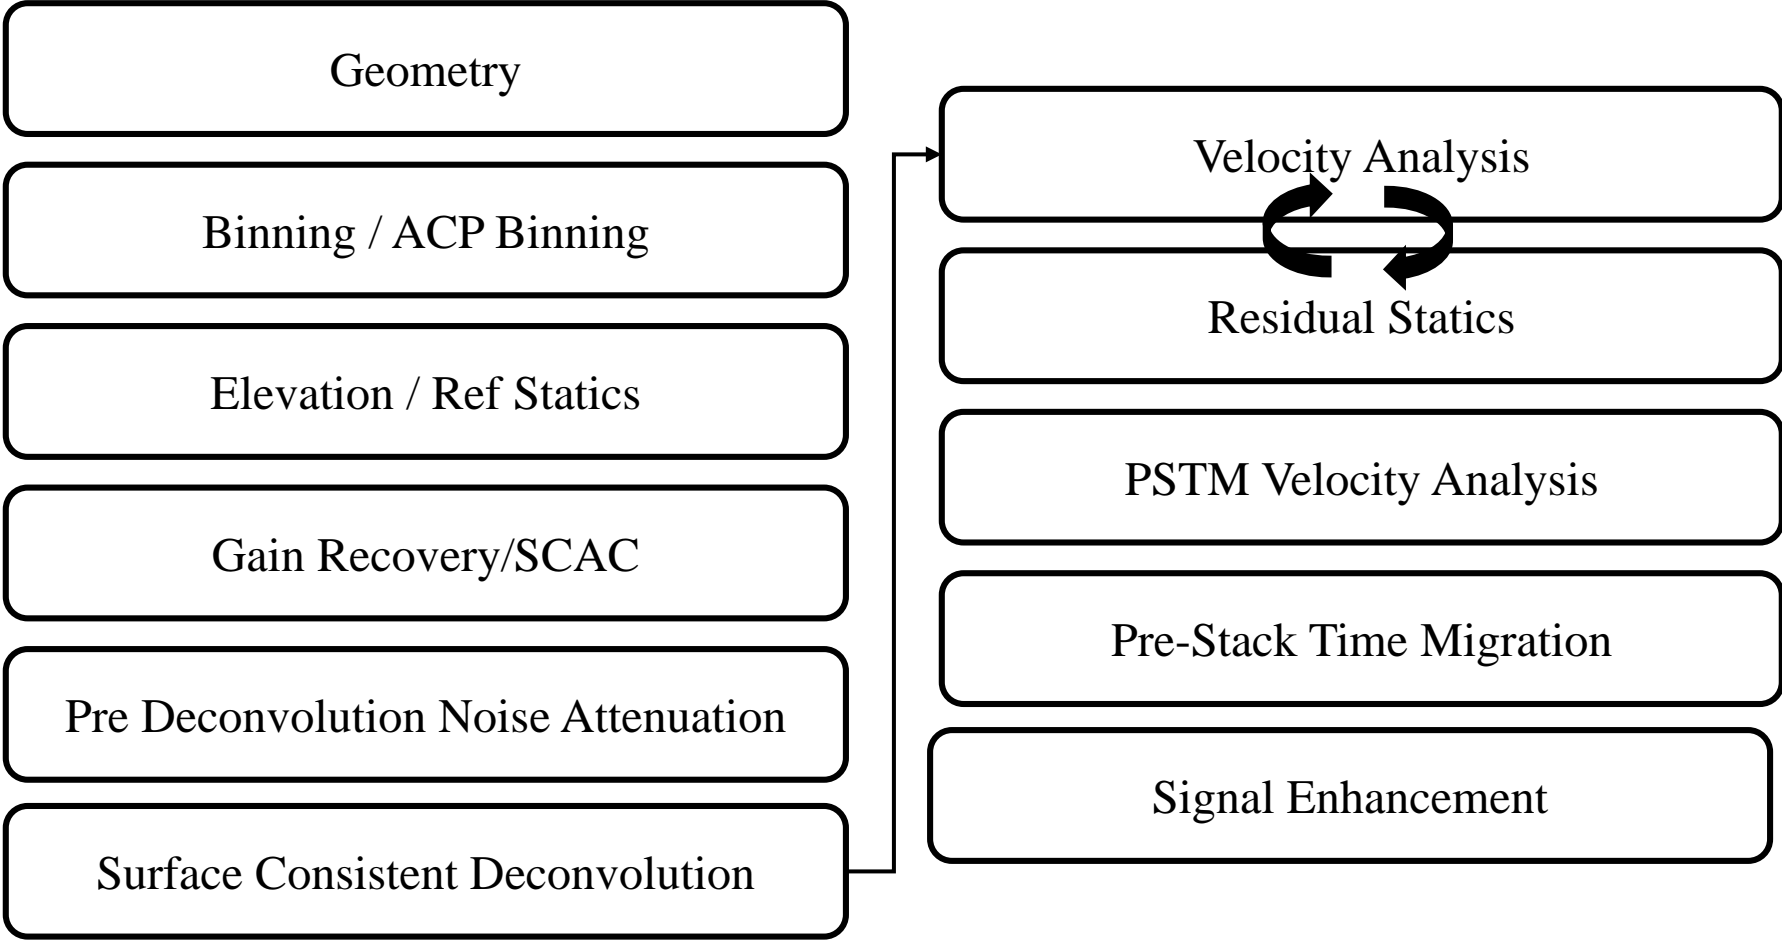 Geometry
Binning / ACP Binning
Elevation / Ref Statics
Gain Recovery/SCAC
Pre Deconvolution Noise Attenuation
Surface Consistent Deconvolution
Velocity Analysis
Residual Statics
PSTM Velocity Analysis
Pre-Stack Time Migration
Signal Enhancement